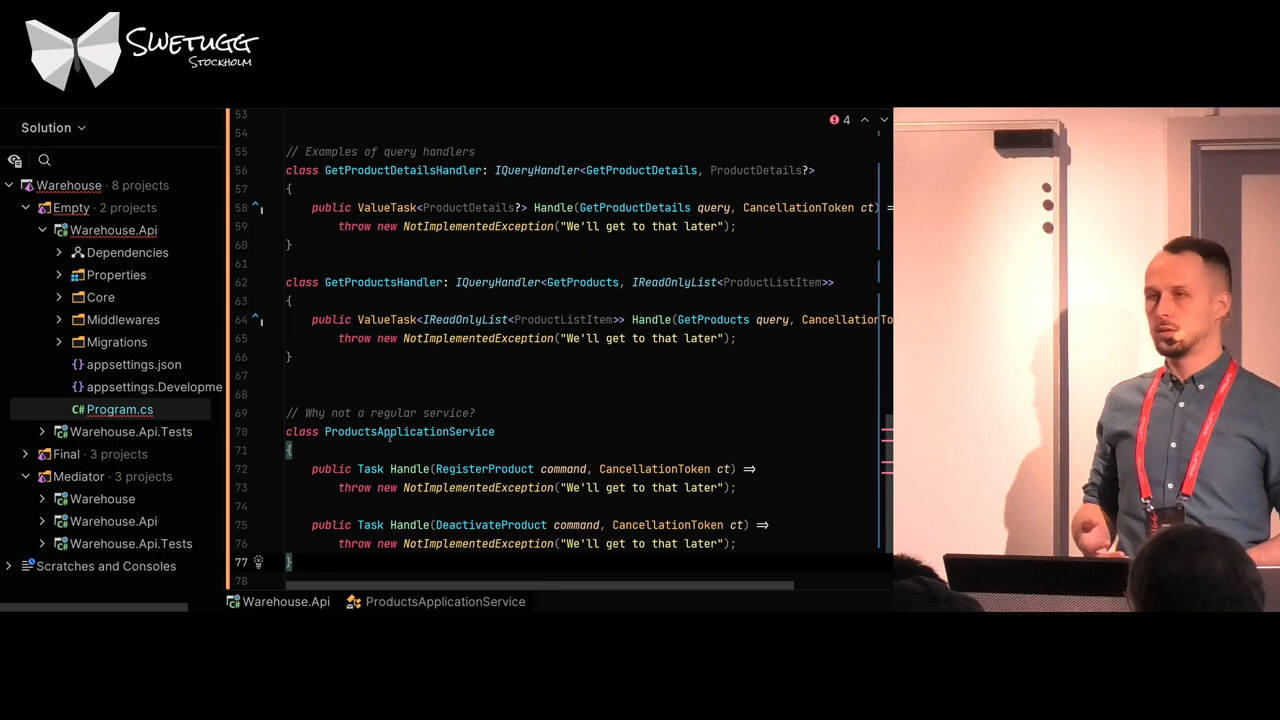 SWETUGG
STOCKHOLM
Solution
Warehouse · 8 projects
Empty · 2 projects
Warehouse.Api
Dependencies
Properties
Core
Middlewares
Migrations
{} appsettings.json
{} appsettings.Developme
C# Program.cs
Warehouse.Api.Tests
Final · 3 projects
Mediator · 3 projects
Warehouse
Warehouse.Api
Warehouse.Api.Tests
Scratches and Consoles
4
53
54
55 // Examples of query handlers
56 class GetProductDetailsHandler: IQueryHandler<GetProductDetails, ProductDetails?>
57 {
58 public ValueTask<ProductDetails?> Handle(GetProductDetails query, CancellationToken ct) =
59 throw new NotImplementedException("We'll get to that later");
60 }
61
62 class GetProductsHandler: IQueryHandler<GetProducts, IReadOnlyList<ProductListItem>>
63 {
64 public ValueTask<IReadOnlyList<ProductListItem>> Handle(GetProducts query, CancellationTo
65 throw new NotImplementedException("We'll get to that later");
66 }
67
68
69 // Why not a regular service?
70 class ProductsApplicationService
71 {
72 public Task Handle(RegisterProduct command, CancellationToken ct) =>
73 throw new NotImplementedException("We'll get to that later");
74
75 public Task Handle(DeactivateProduct command, CancellationToken ct) =>
76 throw new NotImplementedException("We'll get to that later");
77 }
78
Warehouse.Api ProductsApplicationService